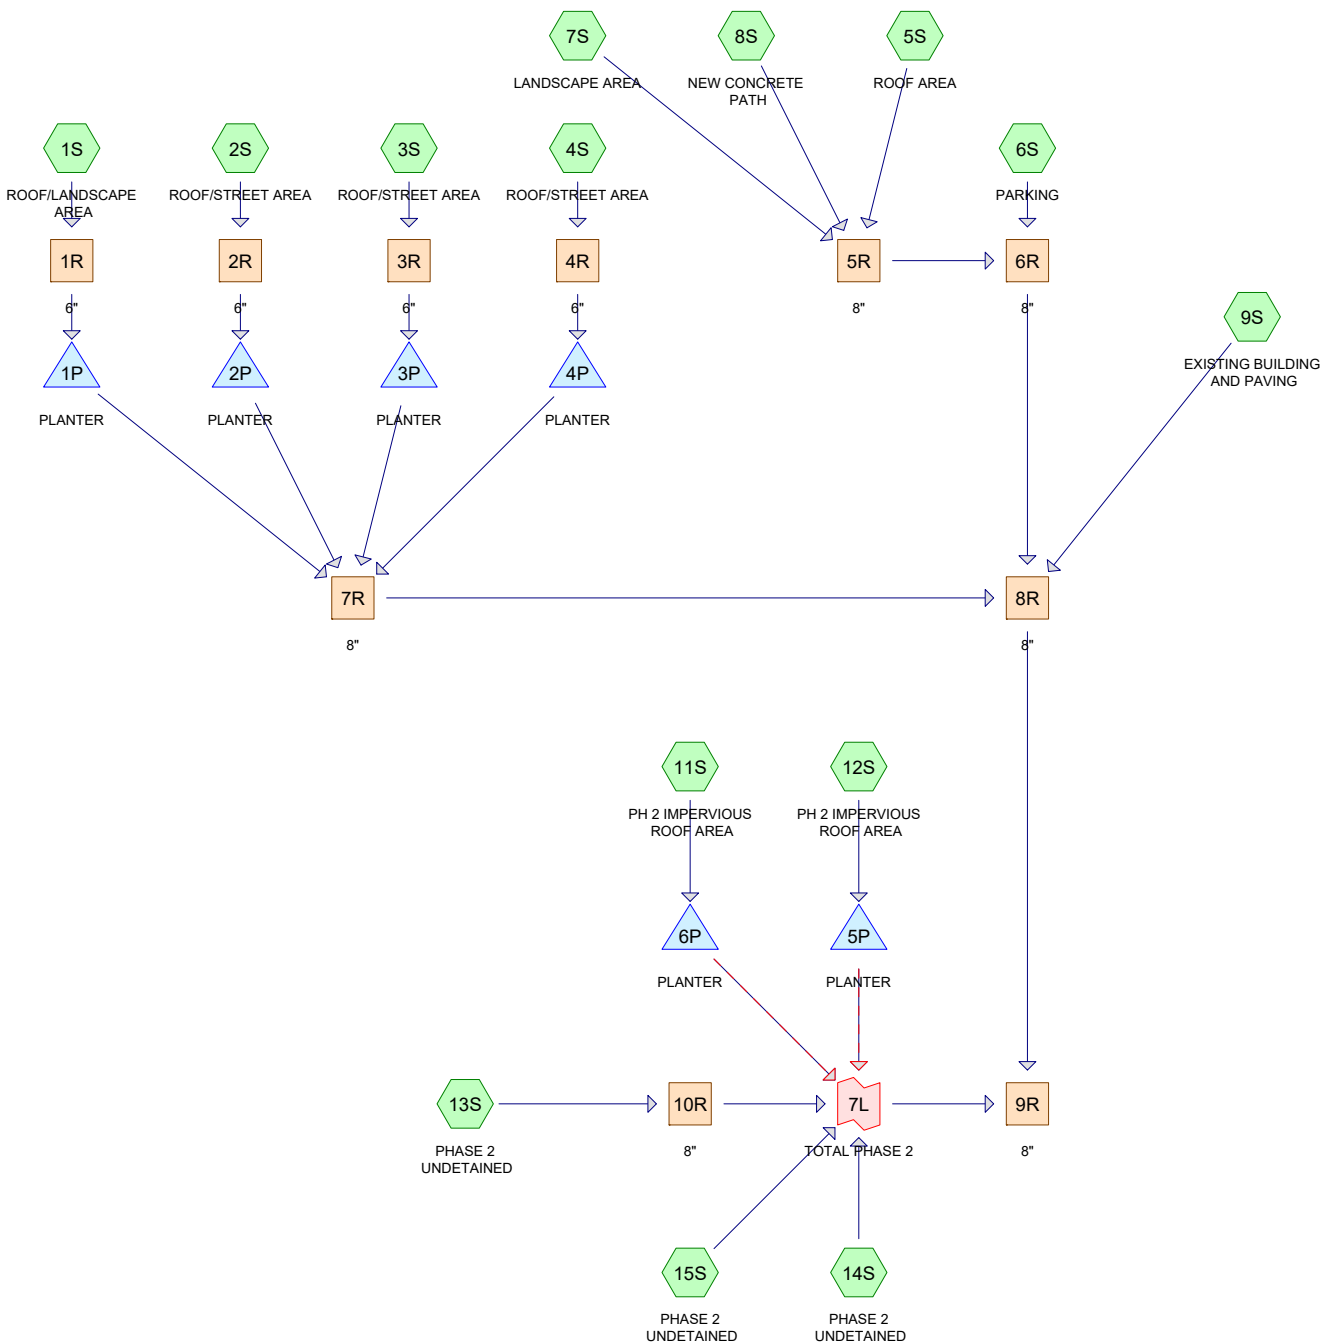 7S
8S
5S
LANDSCAPE AREA
NEW CONCRETE
PATH
ROOF AREA
1S
2S
3S
4S
6S
ROOF/LANDSCAPE
AREA
ROOF/STREET AREA
ROOF/STREET AREA
ROOF/STREET AREA
PARKING
1R
2R
3R
4R
5R
6R
6"
6"
6"
6"
8"
8"
9S
EXISTING BUILDING
AND PAVING
1P
2P
3P
4P
PLANTER
PLANTER
PLANTER
PLANTER
7R
8R
8"
8"
11S
12S
PH 2 IMPERVIOUS
ROOF AREA
PH 2 IMPERVIOUS
ROOF AREA
6P
5P
PLANTER
PLANTER
13S
10R
7L
9R
PHASE 2
UNDETAINED
8"
TOTAL PHASE 2
8"
15S
14S
PHASE 2
UNDETAINED
PHASE 2
UNDETAINED